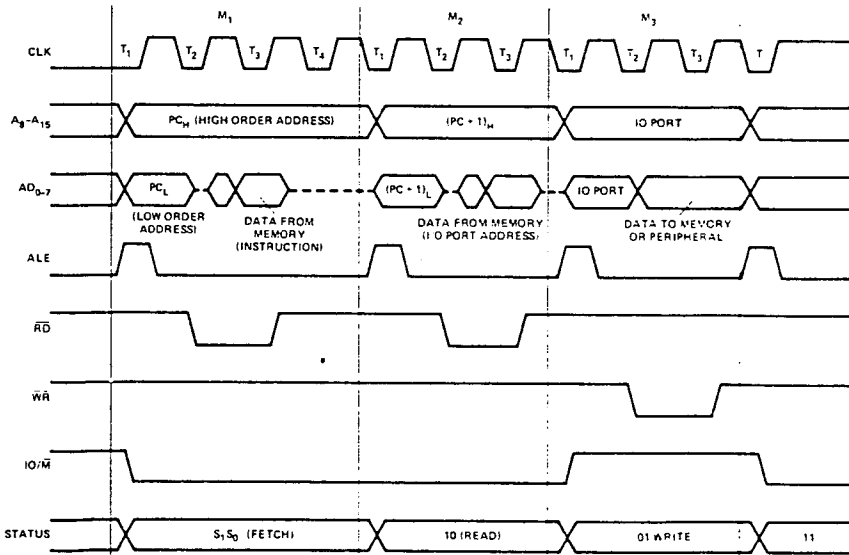 M1 M2 M3
CLK T1 T2 T3 T4 T1 T2 T3 T1 T2 T3 T
A8–A15 PCH (HIGH ORDER ADDRESS) (PC + 1)H IO PORT
AD0-7 PCL (PC + 1)L IO PORT
(LOW ORDER ADDRESS)
DATA FROM MEMORY (INSTRUCTION)
DATA FROM MEMORY (I O PORT ADDRESS)
DATA TO MEMORY OR PERIPHERAL
ALE
RD
WR
IO/M
STATUS S1S0 (FETCH) 10 (READ) 01 WRITE 11